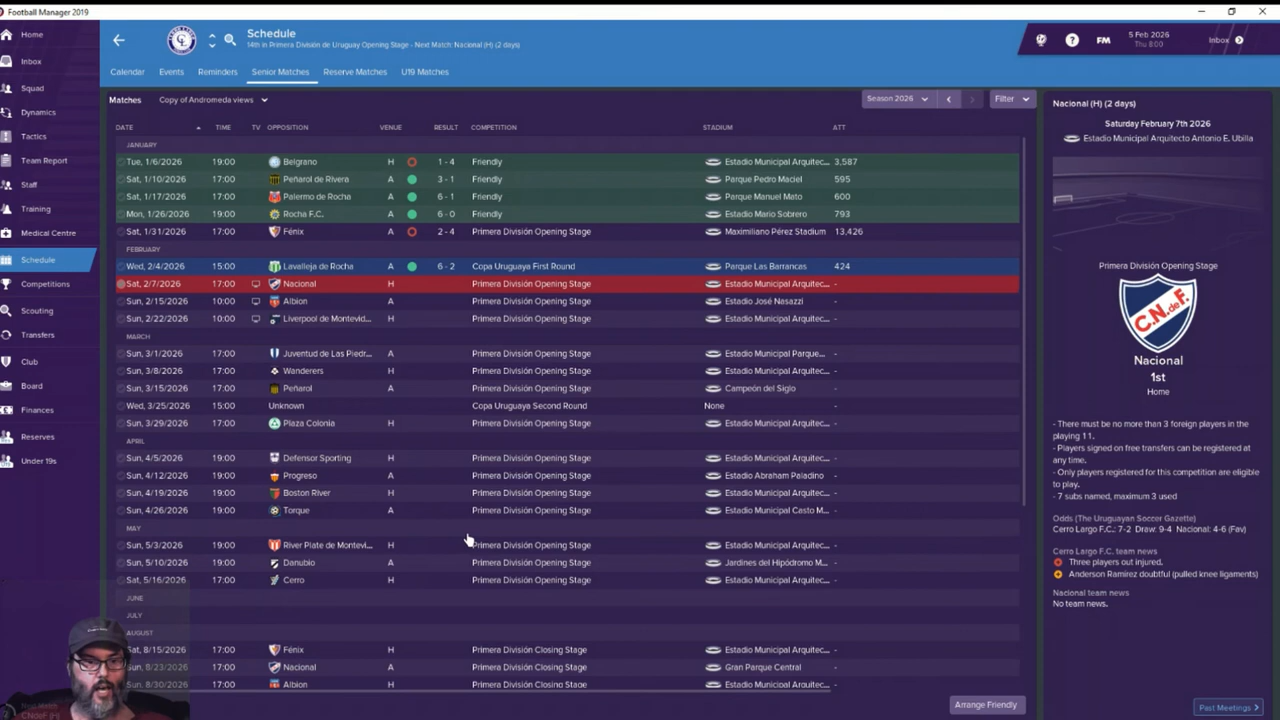 Football Manager 2019
Home
Inbox
Squad
Dynamics
Tactics
Team Report
Staff
Training
Medical Centre
Schedule
Competitions
Scouting
Transfers
Club
Board
Finances
Reserves
Under 19s
Schedule
14th in Primera División de Uruguay Opening Stage - Next Match: Nacional (H) (2 days)
FM
5 Feb 2026
Thu 8:00
Inbox
Calendar Events Reminders Senior Matches Reserve Matches U19 Matches
Matches Copy of Andromeda views Season 2026 Filter
DATE TIME TV OPPOSITION VENUE RESULT COMPETITION STADIUM ATT
JANUARY
Tue, 1/6/2026 19:00 Belgrano H 1 - 4 Friendly Estadio Municipal Arquitec... 3,587
Sat, 1/10/2026 17:00 Peñarol de Rivera A 3 - 1 Friendly Parque Pedro Maciel 595
Sat, 1/17/2026 17:00 Palermo de Rocha A 6 - 1 Friendly Parque Manuel Mato 600
Mon, 1/26/2026 19:00 Rocha F.C. A 6 - 0 Friendly Estadio Mario Sobrero 793
Sat, 1/31/2026 17:00 Fénix A 2 - 4 Primera División Opening Stage Maximiliano Pérez Stadium 13,426
FEBRUARY
Wed, 2/4/2026 15:00 Lavalleja de Rocha A 6 - 2 Copa Uruguaya First Round Parque Las Barrancas 424
Sat, 2/7/2026 17:00 Nacional H Primera División Opening Stage Estadio Municipal Arquitec... -
Sun, 2/15/2026 10:00 Albion A Primera División Opening Stage Estadio José Nesazzi -
Sun, 2/22/2026 10:00 Liverpool de Montevid... H Primera División Opening Stage Estadio Municipal Arquitec... -
MARCH
Sun, 3/1/2026 17:00 Juventud de Las Piedr... A Primera División Opening Stage Estadio Municipal Parque... -
Sun, 3/8/2026 17:00 Wanderers H Primera División Opening Stage Estadio Municipal Arquitec... -
Sun, 3/15/2026 17:00 Peñarol A Primera División Opening Stage Campeón del Siglo -
Wed, 3/25/2026 15:00 Unknown Copa Uruguaya Second Round None -
Sun, 3/29/2026 17:00 Plaza Colonia H Primera División Opening Stage Estadio Municipal Arquitec... -
APRIL
Sun, 4/5/2026 19:00 Defensor Sporting H Primera División Opening Stage Estadio Municipal Arquitec... -
Sun, 4/12/2026 19:00 Progreso A Primera División Opening Stage Estadio Abraham Paladino -
Sun, 4/19/2026 19:00 Boston River H Primera División Opening Stage Estadio Municipal Arquitec... -
Sun, 4/26/2026 19:00 Torque A Primera División Opening Stage Estadio Municipal Casto M... -
MAY
Sun, 5/3/2026 19:00 River Plate de Montevi... H Primera División Opening Stage Estadio Municipal Arquitec... -
Sun, 5/10/2026 19:00 Danubio A Primera División Opening Stage Jardines del Hipódromo M... -
Sat, 5/16/2026 17:00 Cerro H Primera División Opening Stage Estadio Municipal Arquitec... -
JUNE
JULY
AUGUST
Sat, 8/15/2026 17:00 Fénix H Primera División Closing Stage Estadio Municipal Arquitec... -
Sun, 8/23/2026 17:00 Nacional A Primera División Closing Stage Gran Parque Central -
Sun, 8/30/2026 17:00 Albion H Primera División Closing Stage Estadio Municipal Arquitec... -
Arrange Friendly
Nacional (H) (2 days)
Saturday February 7th 2026
Estadio Municipal Arquitecto Antonio E. Ubilla
Primera División Opening Stage
C.N.de F.
Nacional
1st
Home
- There must be no more than 3 foreign players in the
playing 11.
- Players signed on free transfers can be registered at
any time.
- Only players registered for this competition are eligible
to play.
- 7 subs named, maximum 3 used
Odds (The Uruguayan Soccer Gazette)
Cerro Largo F.C.: 7-2 Draw: 9-4 Nacional: 4-6 (Fav)
Cerro Largo F.C. team news
Three players out injured.
Anderson Ramírez doubtful (pulled knee ligaments)
Nacional team news
No team news.
Past Meetings
CNdeF (H)